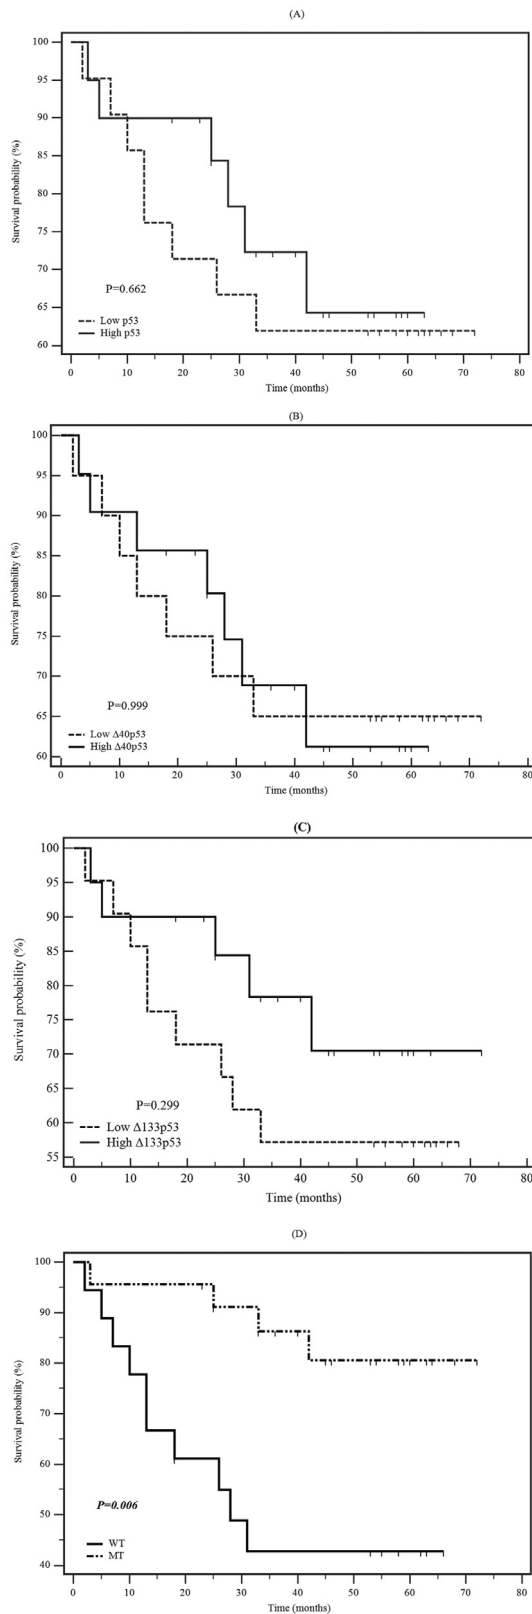 (A)
100
95
90
85
80
75
70
65
60
Survival probability (%)
P=0.662
Low p53
High p53
0 10 20 30 40 50 60 70 80
Time (months)
(B)
100
95
90
85
80
75
70
65
60
Survival probability (%)
P=0.999
Low Δ40p53
High Δ40p53
0 10 20 30 40 50 60 70 80
Time (months)
(C)
100
95
90
85
80
75
70
65
60
55
Survival probability (%)
P=0.299
Low Δ133p53
High Δ133p53
0 10 20 30 40 50 60 70 80
Time (months)
(D)
100
90
80
70
60
50
40
Survival probability (%)
P=0.006
WT
MT
0 10 20 30 40 50 60 70 80
Time (months)